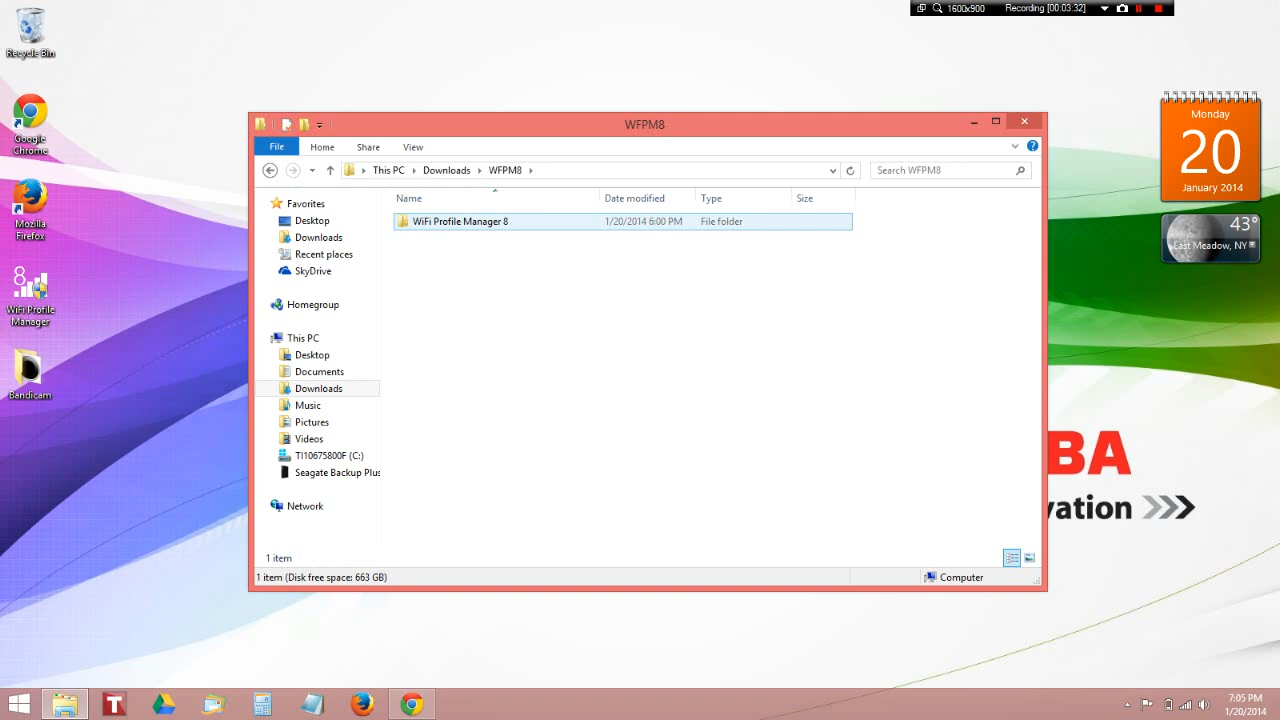 1600x900 Recording [00:03:32]
Recycle Bin
Google
Chrome
Mozilla
Firefox
8
WiFi Profile
Manager
Bandicam
WFPM8
File Home Share View
This PC Downloads WFPM8
Search WFPM8
Name Date modified Type Size
WiFi Profile Manager 8 1/20/2014 6:00 PM File folder
Favorites
Desktop
Downloads
Recent places
SkyDrive
Homegroup
This PC
Desktop
Documents
Downloads
Music
Pictures
Videos
TI10675800F (C:)
Seagate Backup Plus
Network
1 item
1 item (Disk free space: 663 GB)
Computer
Monday
20
January 2014
43°
East Meadow, NY
BA
vation
T
7:05 PM
1/20/2014